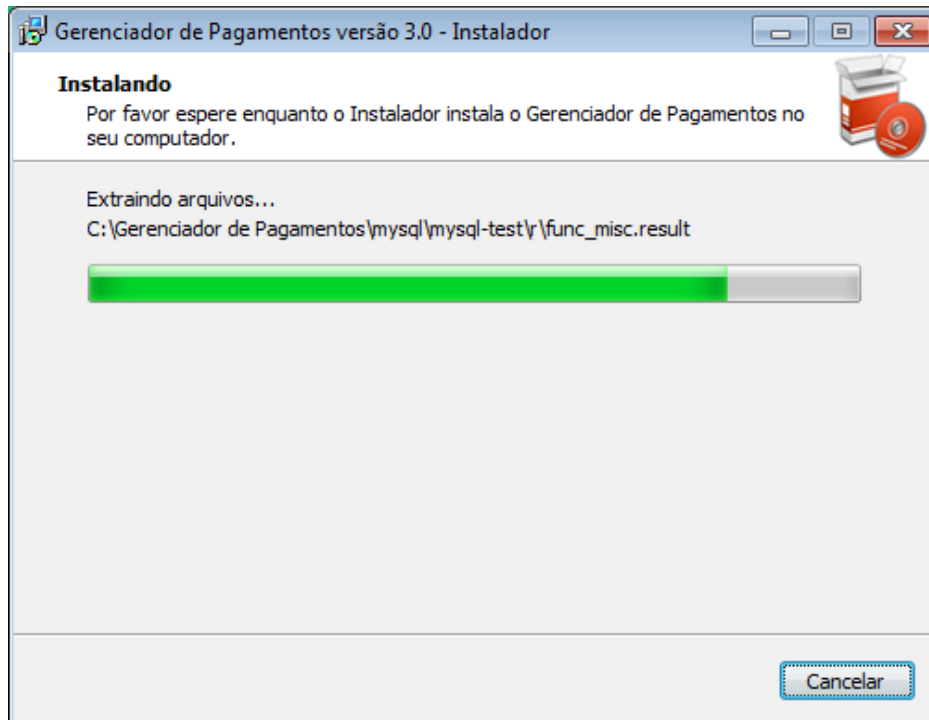 Gerenciador de Pagamentos versão 3.0 - Instalador
Instalando
Por favor espere enquanto o Instalador instala o Gerenciador de Pagamentos no
seu computador.
Extraindo arquivos...
C:\Gerenciador de Pagamentos\mysql\mysql-test\r\func_misc.result
Cancelar